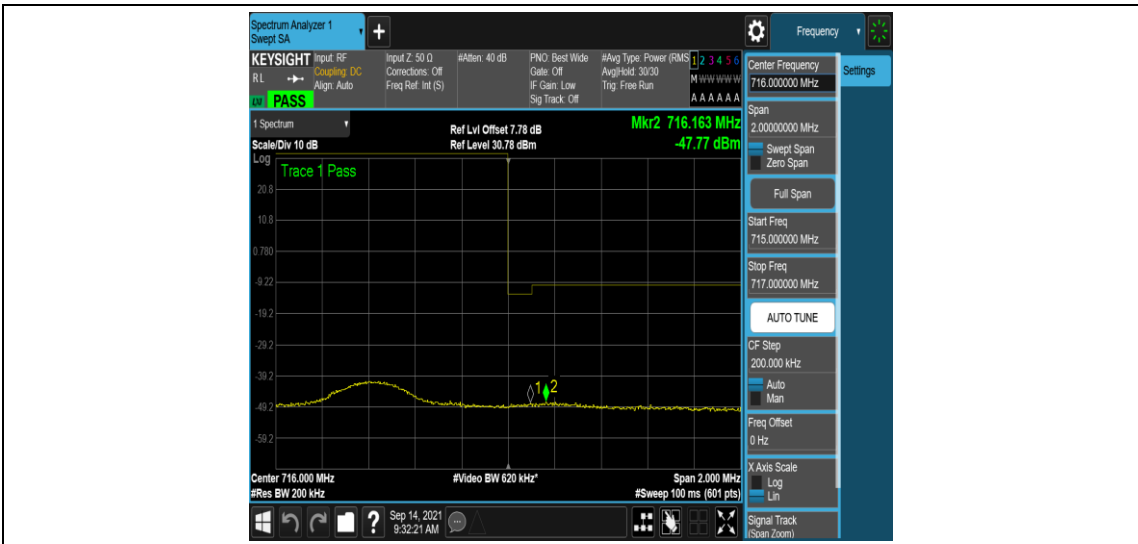 Spectrum Analyzer 1
Swept SA
+
Frequency
KEYSIGHT
RL
PASS
Input: RF
Coupling: DC
Align: Auto
Input Z: 50 Ω
Corrections: Off
Freq Ref: Int (S)
#Atten: 40 dB
PNO: Best Wide
Gate: Off
IF Gain: Low
Sig Track: Off
#Avg Type: Power (RMS
Avg|Hold: 30/30
Trig: Free Run
1 2 3 4 5 6
M W W W W W
A A A A A A
1 Spectrum
Scale/Div 10 dB
Ref Lvl Offset 7.78 dB
Ref Level 30.78 dBm
Mkr2 716.163 MHz
-47.77 dBm
Log
Trace 1 Pass
20.8
10.8
0.780
-9.22
-19.2
-29.2
-39.2
-49.2
-59.2
1
2
Center 716.000 MHz
#Res BW 200 kHz
#Video BW 620 kHz*
Span 2.000 MHz
#Sweep 100 ms (601 pts)
Center Frequency
716.000000 MHz
Settings
Span
2.00000000 MHz
Swept Span
Zero Span
Full Span
Start Freq
715.000000 MHz
Stop Freq
717.000000 MHz
AUTO TUNE
CF Step
200.000 kHz
Auto
Man
Freq Offset
0 Hz
X Axis Scale
Log
Lin
Signal Track
(Span Zoom)
?
Sep 14, 2021
9:32:21 AM